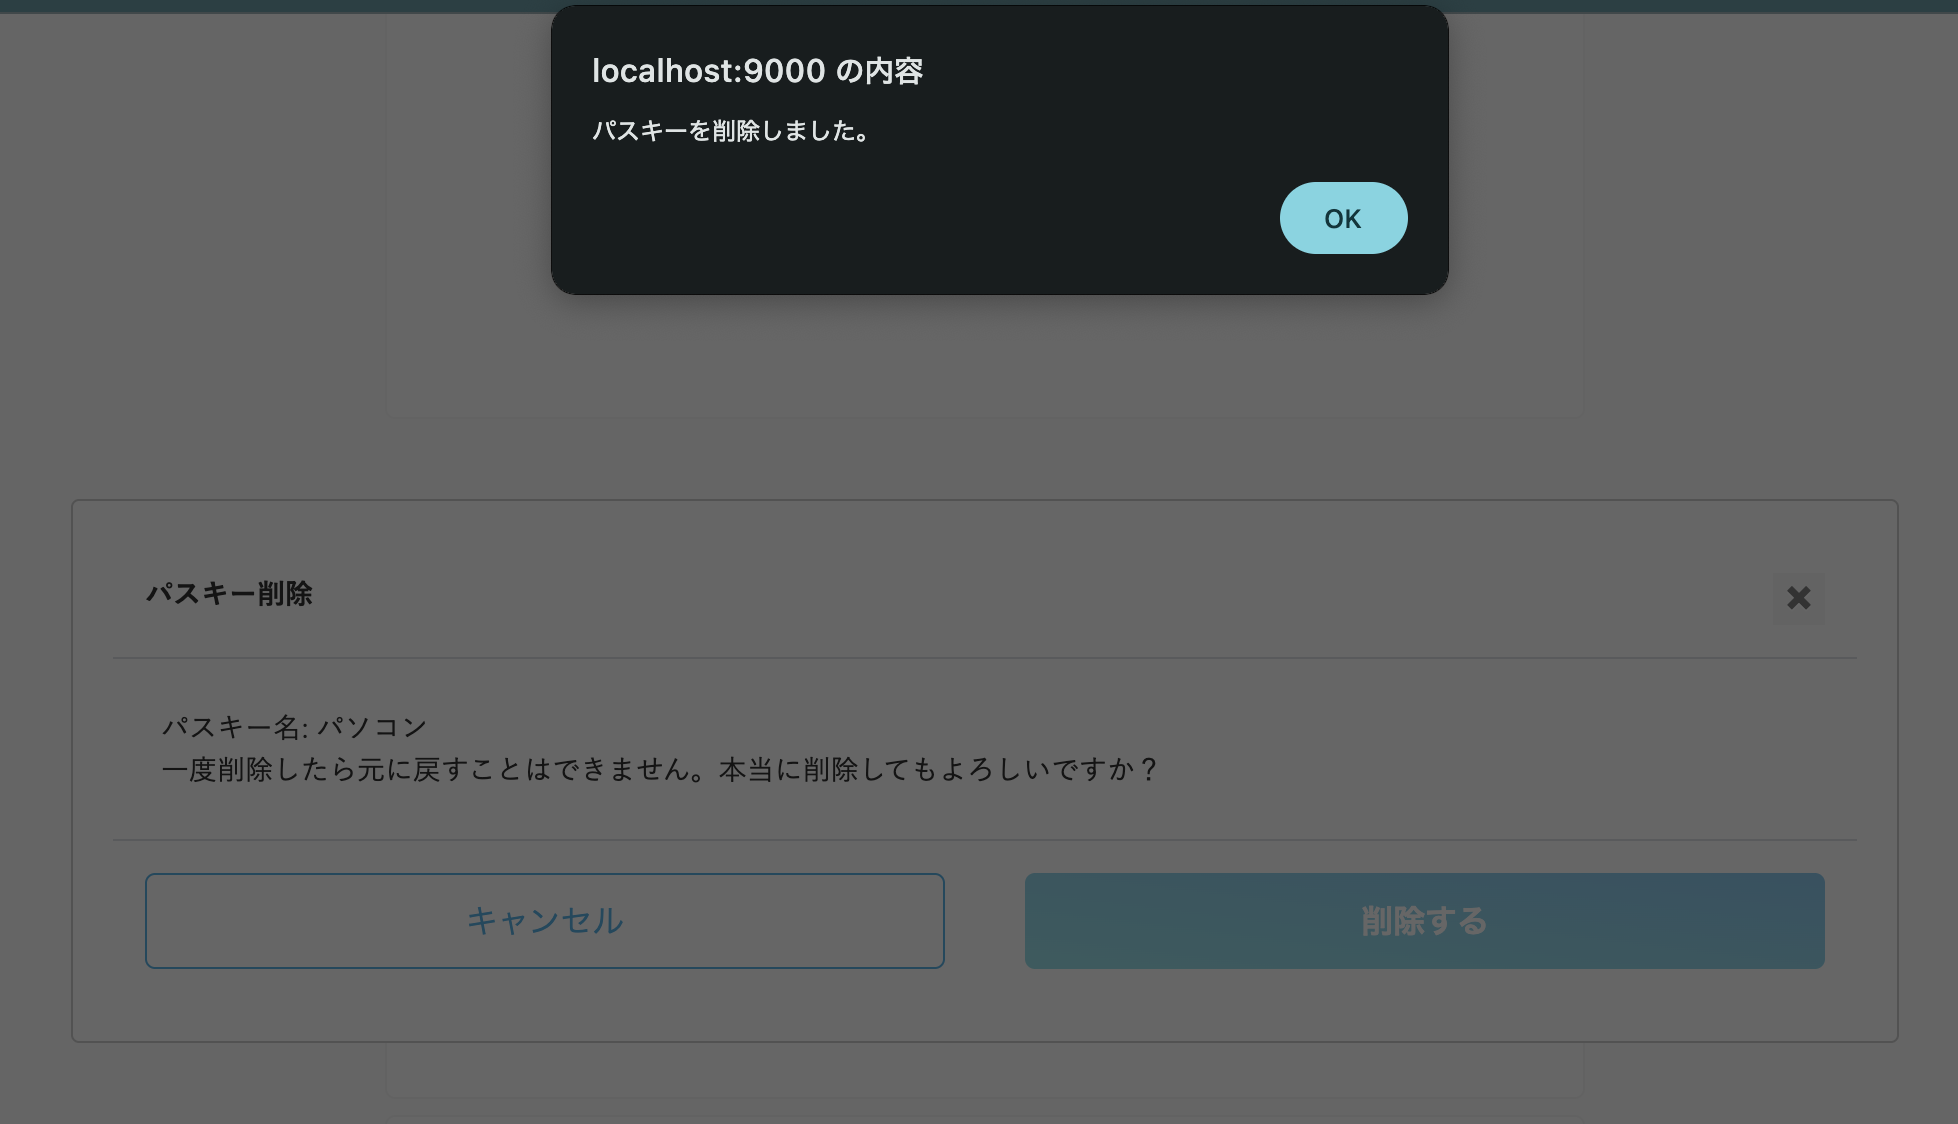 localhost:9000 の内容
パスキーを削除しました。
OK
パスキー削除
パスキー名: パソコン
一度削除したら元に戻すことはできません。本当に削除してもよろしいですか？
キャンセル
削除する